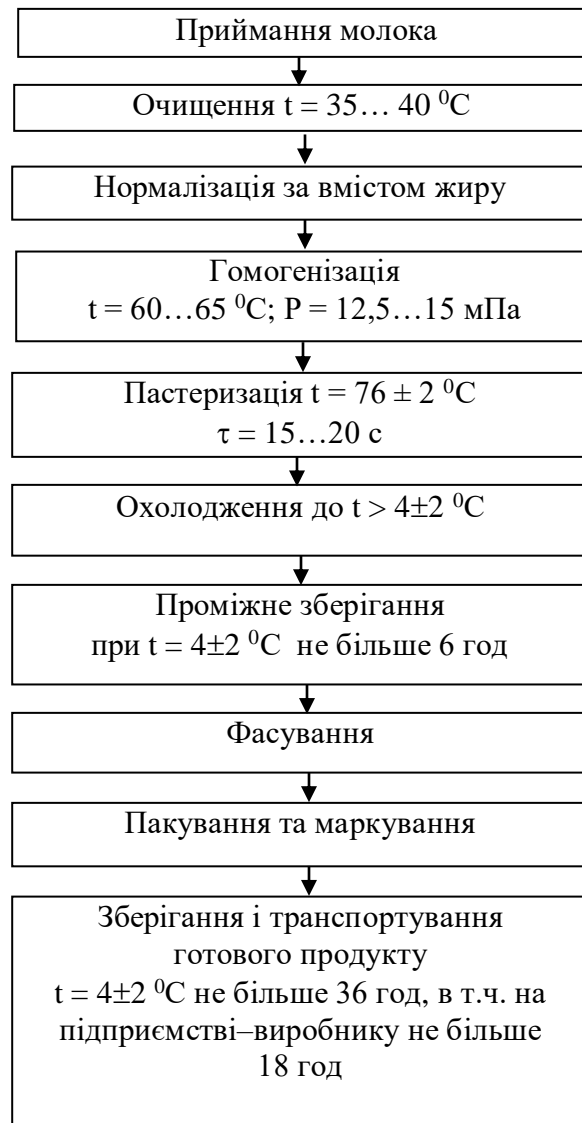 Приймання молока
Очищення t = 35… 40 ⁰С
Нормалізація за вмістом жиру
Гомогенізація
t = 60…65 ⁰С; Р = 12,5…15 мПа
Пастеризація t = 76 ± 2 ⁰С
τ = 15…20 с
Охолодження до t > 4±2 ⁰С
Проміжне зберігання
при t = 4±2 ⁰С не більше 6 год
Фасування
Пакування та маркування
Зберігання і транспортування
готового продукту
t = 4±2 ⁰С не більше 36 год, в т.ч. на
підприємстві–виробнику не більше
18 год